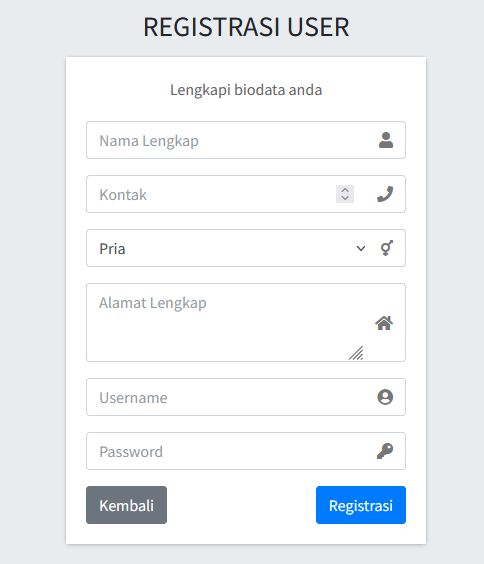 REGISTRASI USER
Lengkapi biodata anda
Nama Lengkap
Kontak
Pria
Alamat Lengkap
Username
Password
Kembali Registrasi